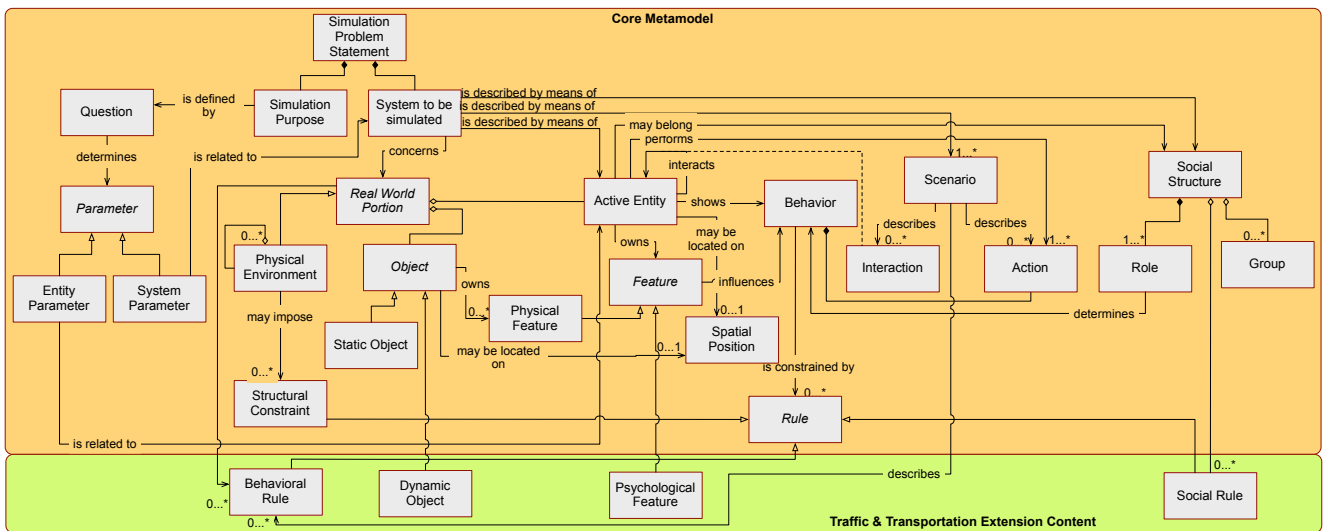 Core Metamodel
Simulation
Problem
Statement
is described by means of
is described by means of
is described by means of
Question
is defined
by
Simulation
Purpose
System to be
simulated
may belong
performs
determines
is related to
concerns
interacts
1...*
Scenario
Social
Structure
Parameter
Real World
Portion
Active Entity
shows
Behavior
describes
describes
0...*
Physical
Environment
Object
owns
owns
Feature
may be
located on
influences
0...*
Interaction
0...*
1...*
Action
1...*
Role
0...*
Group
Entity
Parameter
System
Parameter
may impose
0...*
Physical
Feature
0...1
Spatial
Position
determines
Static Object
may be located
on
0...1
is constrained by
0...*
Structural
Constraint
0...*
Rule
is related to
describes
0...*
Behavioral
Rule
0...*
0...*
Dynamic
Object
Psychological
Feature
Social Rule
Traffic & Transportation Extension Content